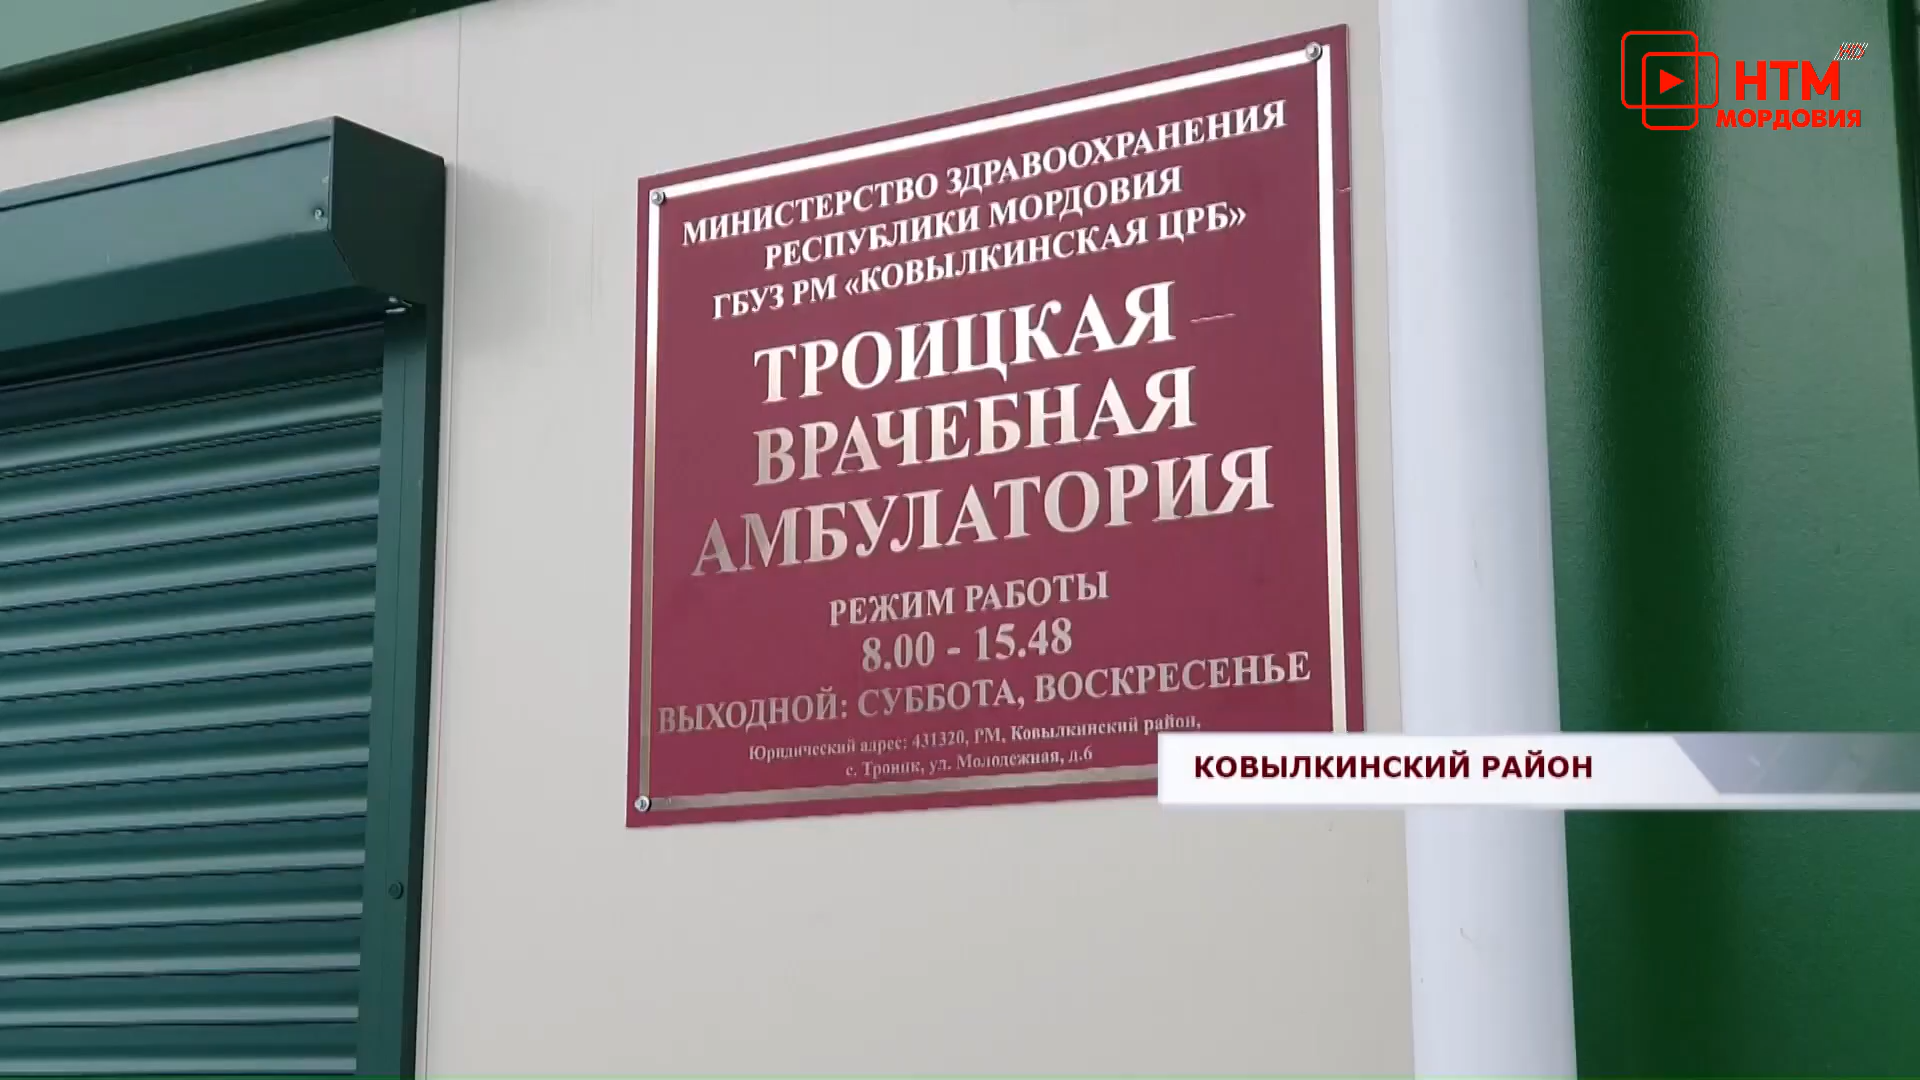 НТМ
МОРДОВИЯ
МИНИСТЕРСТВО ЗДРАВООХРАНЕНИЯ
РЕСПУБЛИКИ МОРДОВИЯ
ГБУЗ РМ «КОВЫЛКИНСКАЯ ЦРБ»
ТРОИЦКАЯ
ВРАЧЕБНАЯ
АМБУЛАТОРИЯ
РЕЖИМ РАБОТЫ
8.00 - 15.48
ВЫХОДНОЙ: СУББОТА, ВОСКРЕСЕНЬЕ
Юридический адрес: 431320, РМ, Ковылкинский район,
с. Троицк, ул. Молодежная, д.6
КОВЫЛКИНСКИЙ РАЙОН